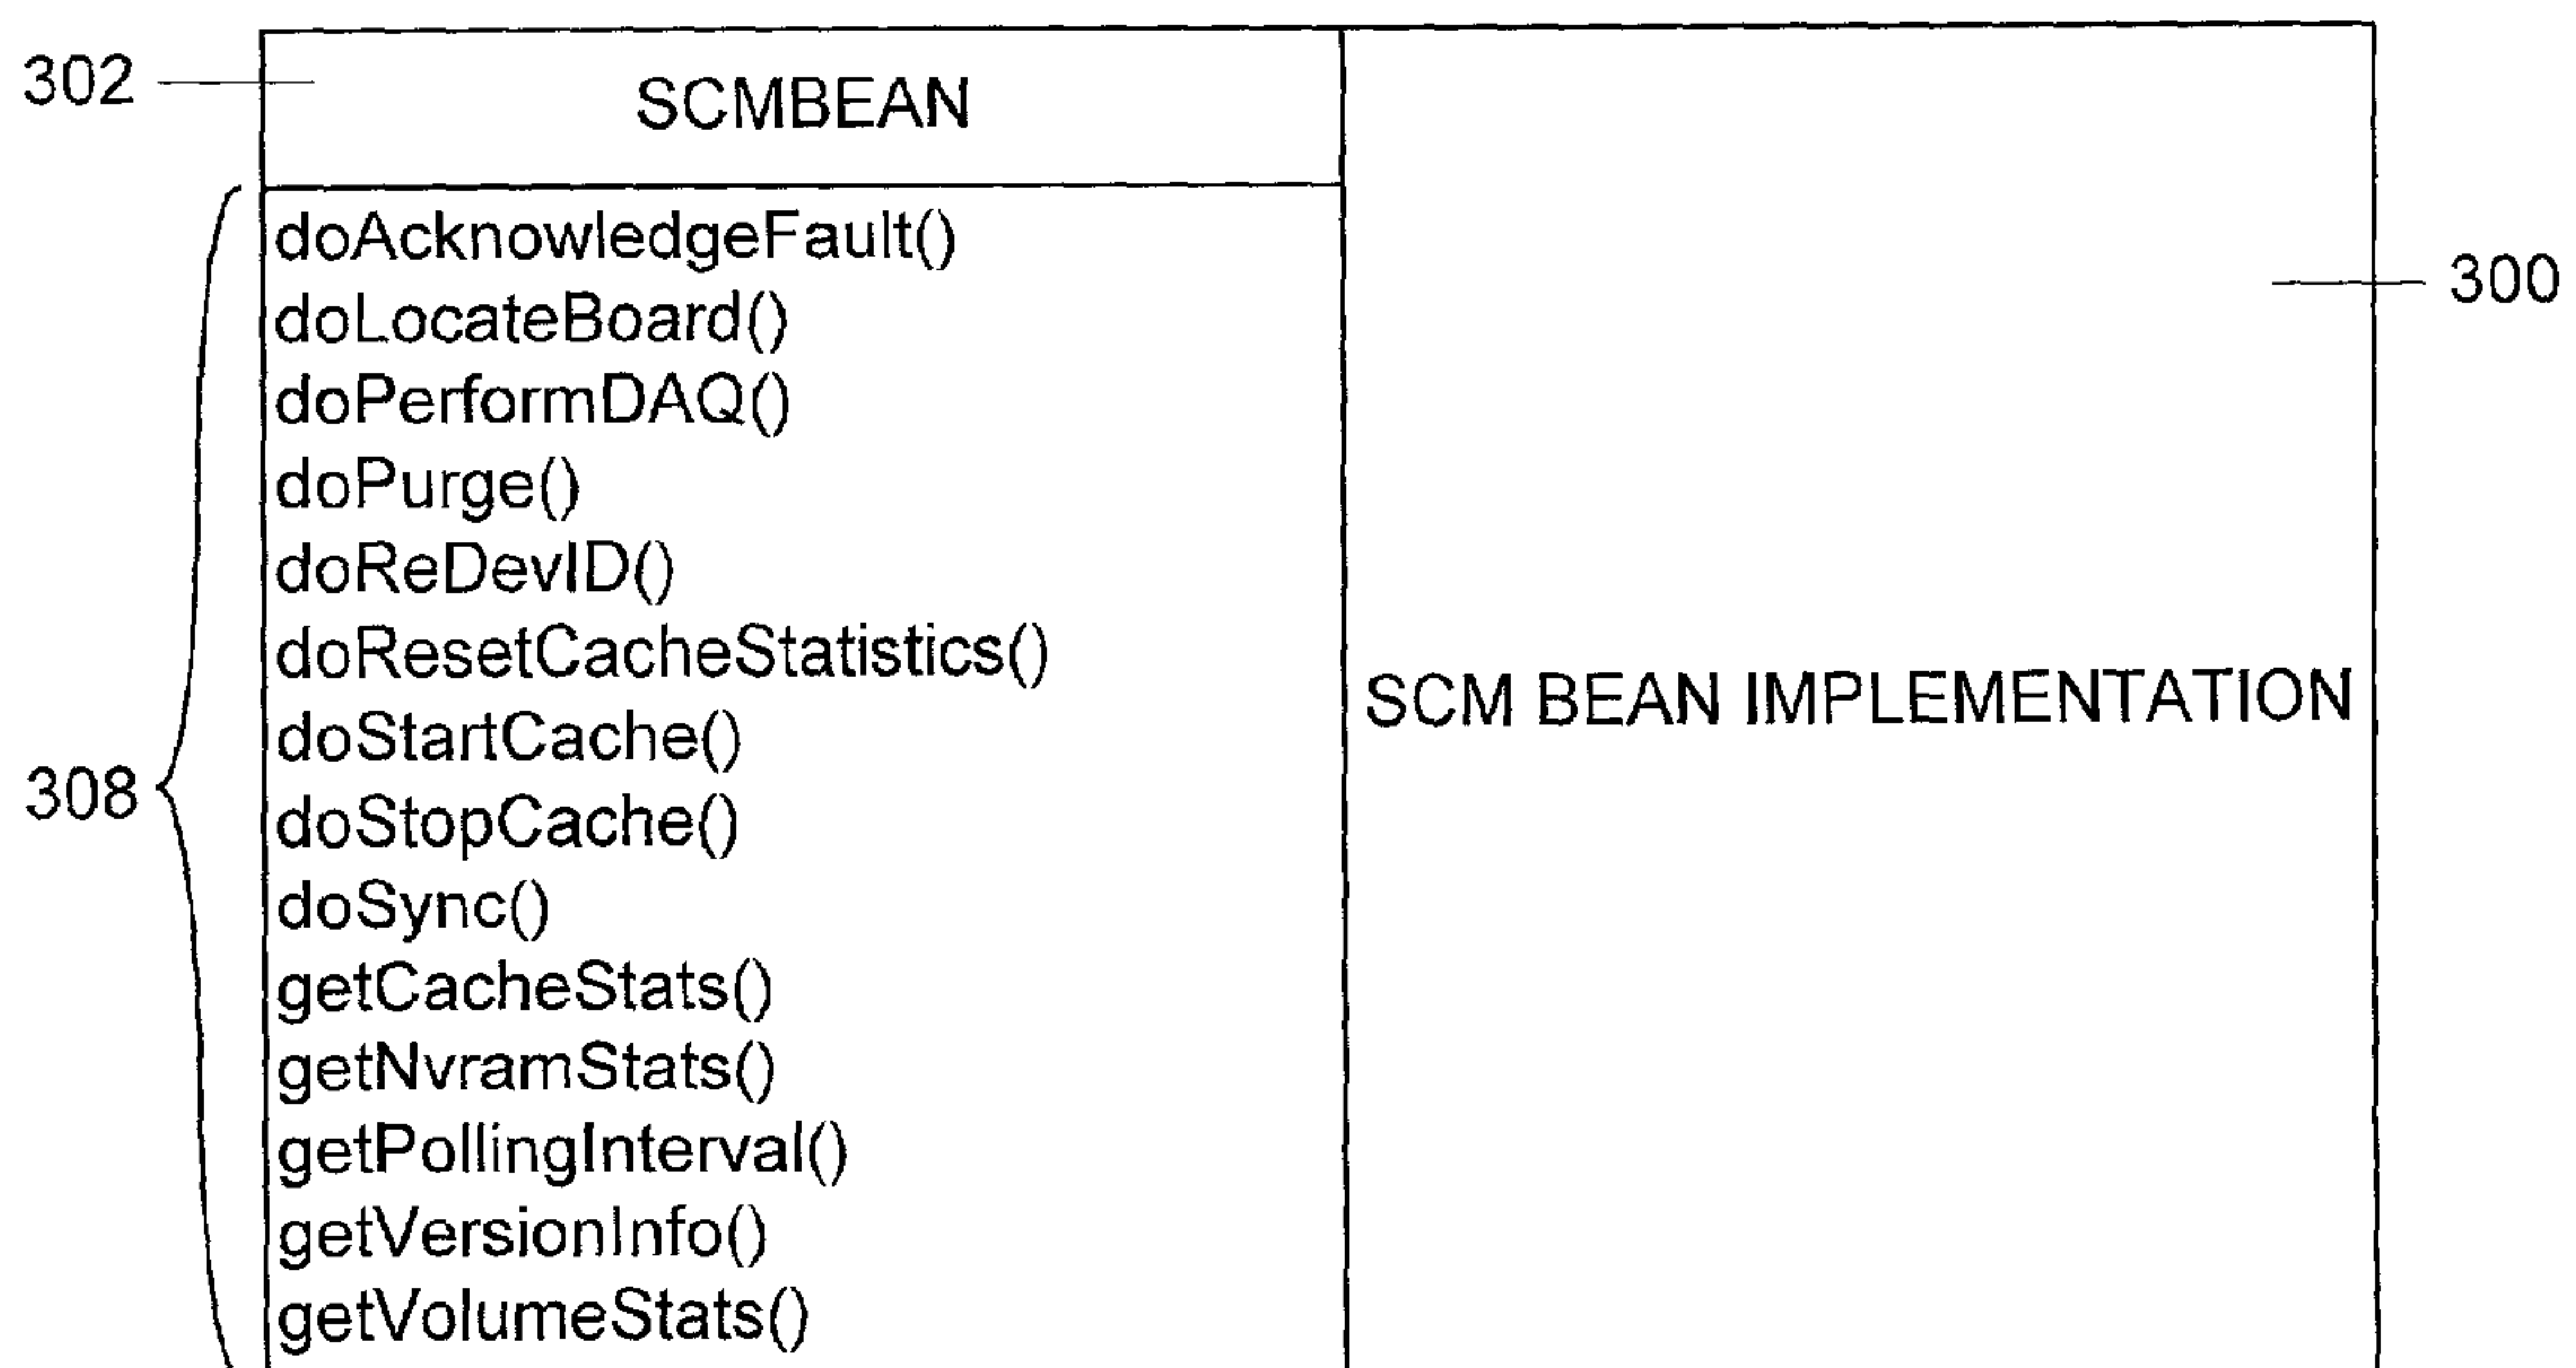 302
SCMBEAN
doAcknowledgeFault()
300
doLocateBoard()
doPerformDAQ()
doPurge()
doReDevID()
doResetCacheStatistics()
SCM BEAN IMPLEMENTATION
doStartCache()
308
doStopCache()
doSync()
getCacheStats()
getNvramStats()
getPollingInterval()
getVersionInfo()
getVolumeStats()